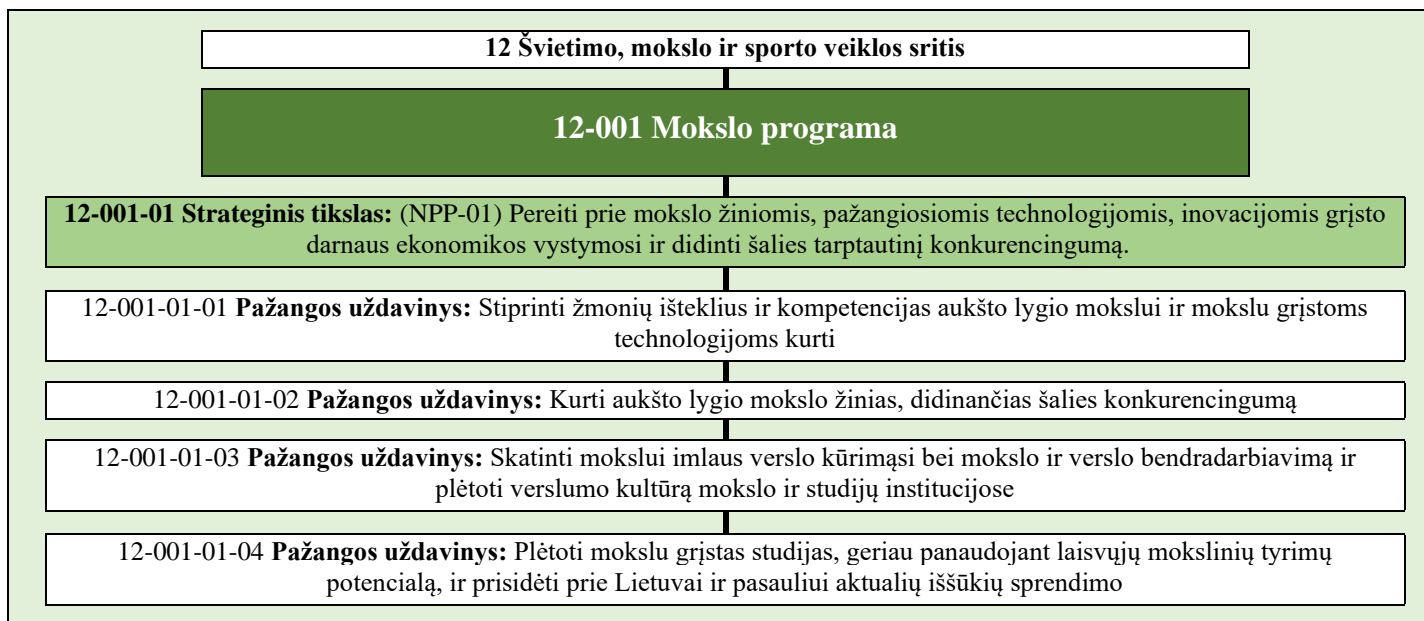 12 Švietimo, mokslo ir sporto veiklos sritis
12-001 Mokslo programa
12-001-01 Strateginis tikslas: (NPP-01) Pereiti prie mokslo žiniomis, pažangiosiomis technologijomis, inovacijomis grįsto
darnaus ekonomikos vystymosi ir didinti šalies tarptautinį konkurencingumą.
12-001-01-01 Pažangos uždavinys: Stiprinti žmonių išteklius ir kompetencijas aukšto lygio mokslui ir mokslu grįstoms
technologijoms kurti
12-001-01-02 Pažangos uždavinys: Kurti aukšto lygio mokslo žinias, didinančias šalies konkurencingumą
12-001-01-03 Pažangos uždavinys: Skatinti mokslui imlaus verslo kūrimąsi bei mokslo ir verslo bendradarbiavimą ir
plėtoti verslumo kultūrą mokslo ir studijų institucijose
12-001-01-04 Pažangos uždavinys: Plėtoti mokslu grįstas studijas, geriau panaudojant laisvųjų mokslinių tyrimų
potencialą, ir prisidėti prie Lietuvai ir pasauliui aktualių iššūkių sprendimo